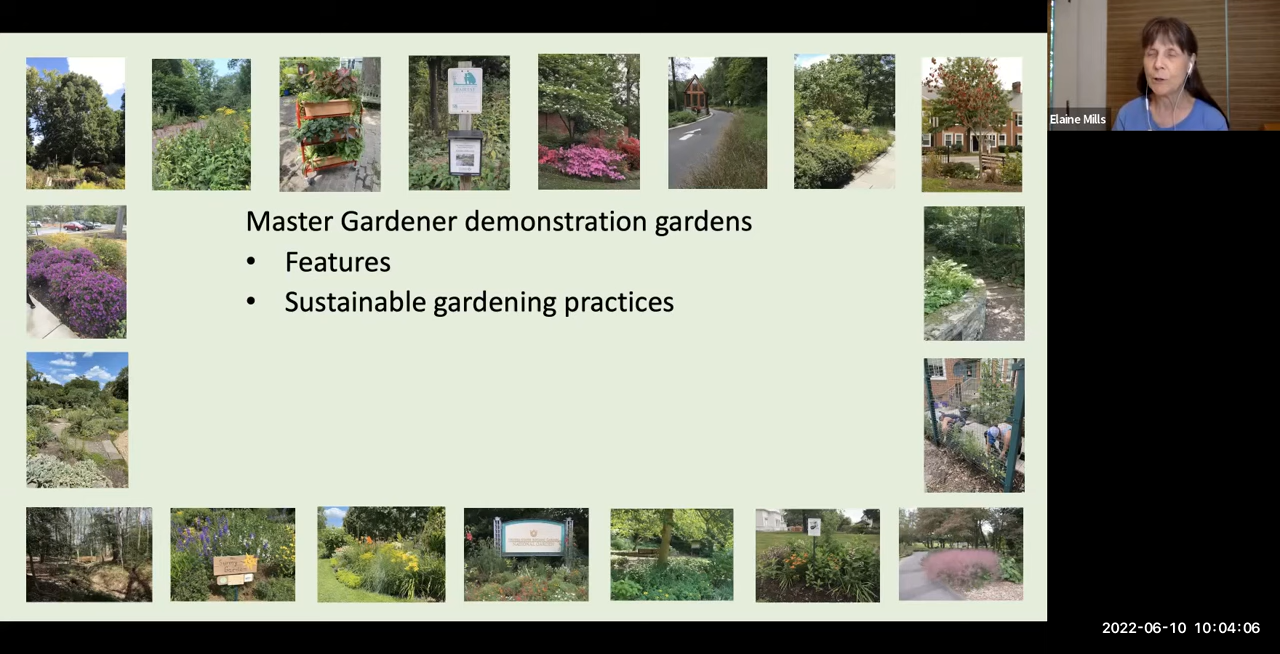 Elaine Mills
Master Gardener demonstration gardens
• Features
• Sustainable gardening practices
2022-06-10 10:04:06